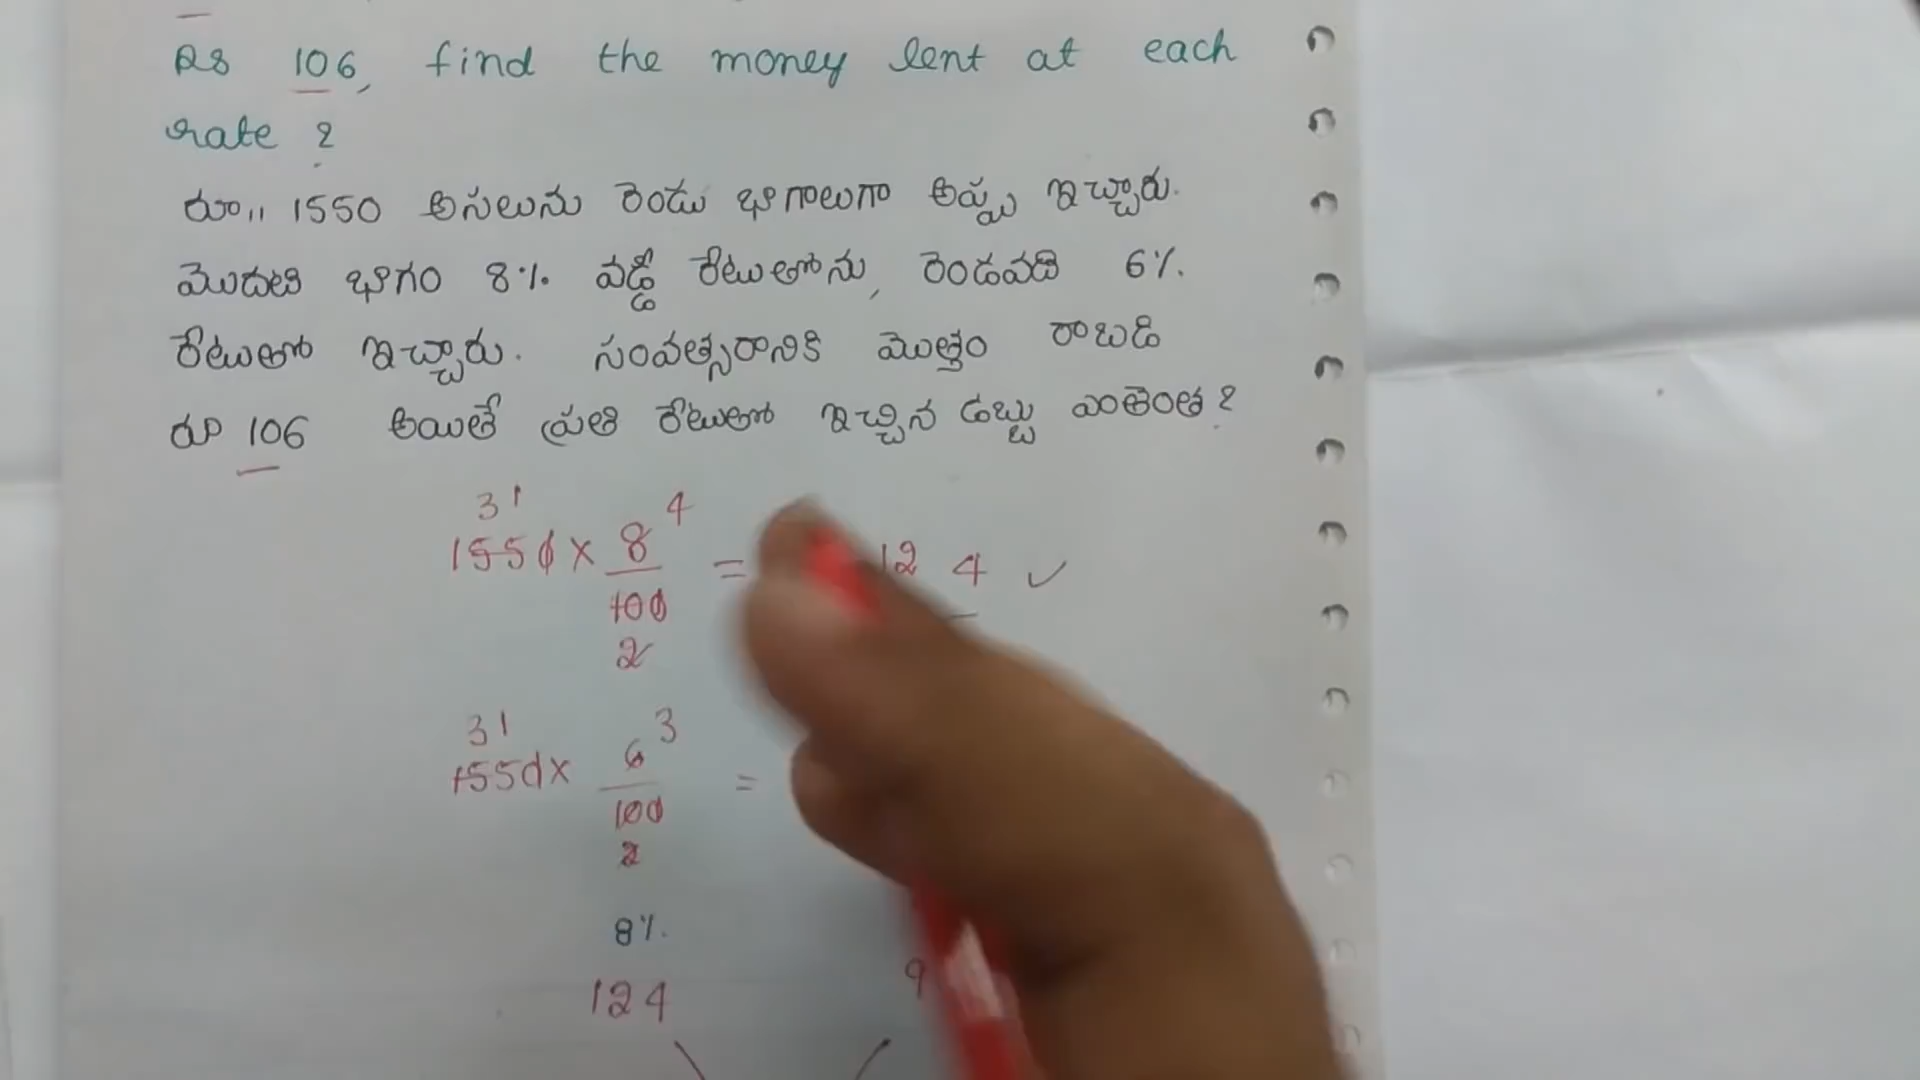 Rs 106, find the money lent at each
rate ?
రూ॥ 1550 అసలును రెండు భాగాలుగా అప్పు ఇచ్చారు.
మొదటి భాగం 8% వడ్డీ రేటుతోను, రెండవది 6%.
రేటుతో ఇచ్చారు. సంవత్సరానికి మొత్తం రాబడి
రూ 106 అయితే ప్రతి రేటుతో ఇచ్చిన డబ్బు ఎంతెంత ?
31 4
1550 × 8 = 124 ✓
100
2
31 3
1550 × 6 =
100
2
8%.
124 9